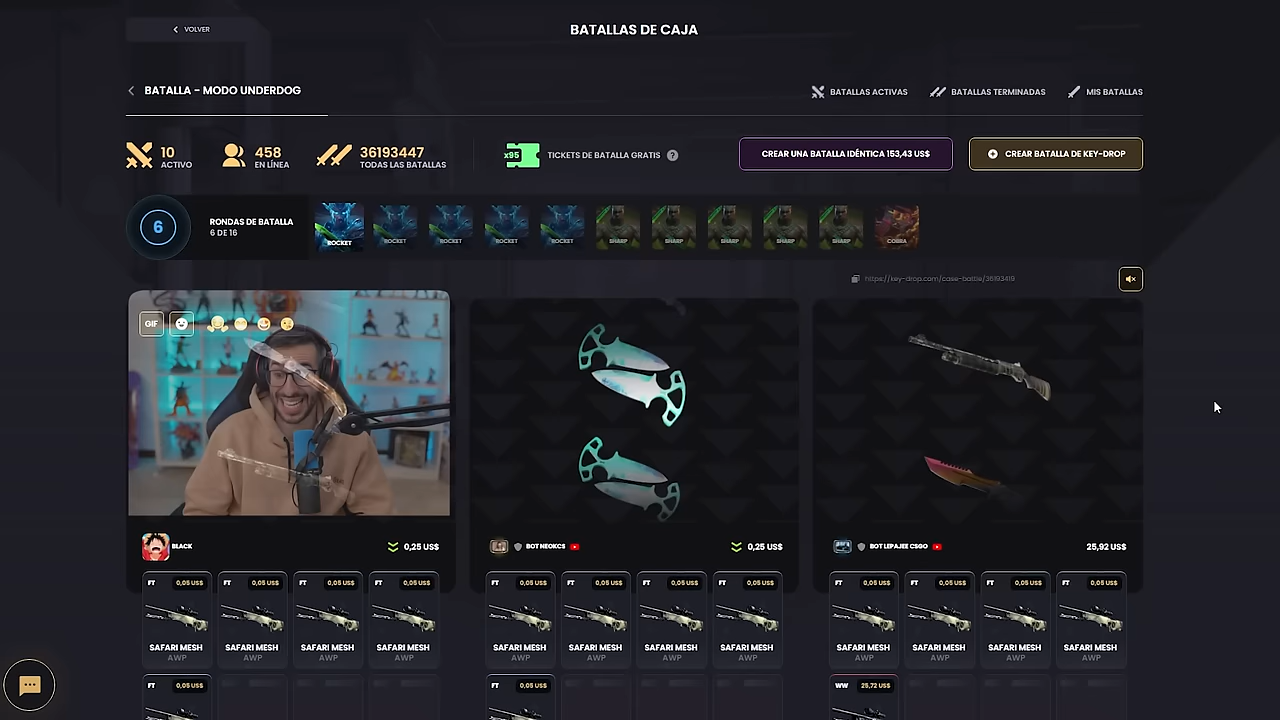 VOLVER
BATALLAS DE CAJA
BATALLA - MODO UNDERDOG
BATALLAS ACTIVAS
BATALLAS TERMINADAS
MIS BATALLAS
10
ACTIVO
458
EN LÍNEA
36193447
TODAS LAS BATALLAS
x95
TICKETS DE BATALLA GRATIS ?
CREAR UNA BATALLA IDÉNTICA 153,43 US$
CREAR BATALLA DE KEY-DROP
6
RONDAS DE BATALLA
6 DE 16
ROCKET ROCKET ROCKET ROCKET ROCKET SHARP SHARP SHARP SHARP SHARP COBRA
https://key-drop.com/case-battle/36193419
GIF
BLACK 0,25 US$
BOT NEOKCS 0,25 US$
BOT LEPAJEE CSGO 25,92 US$
FT 0,05 US$ FT 0,05 US$ FT 0,05 US$ FT 0,05 US$ FT 0,05 US$ FT 0,05 US$ FT 0,05 US$ FT 0,05 US$ FT 0,05 US$ FT 0,05 US$ FT 0,05 US$ FT 0,05 US$
SAFARI MESH SAFARI MESH SAFARI MESH SAFARI MESH SAFARI MESH SAFARI MESH SAFARI MESH SAFARI MESH SAFARI MESH SAFARI MESH SAFARI MESH SAFARI MESH
AWP AWP AWP AWP AWP AWP AWP AWP AWP AWP AWP AWP
FT 0,05 US$ FT 0,05 US$ WW 25,72 US$